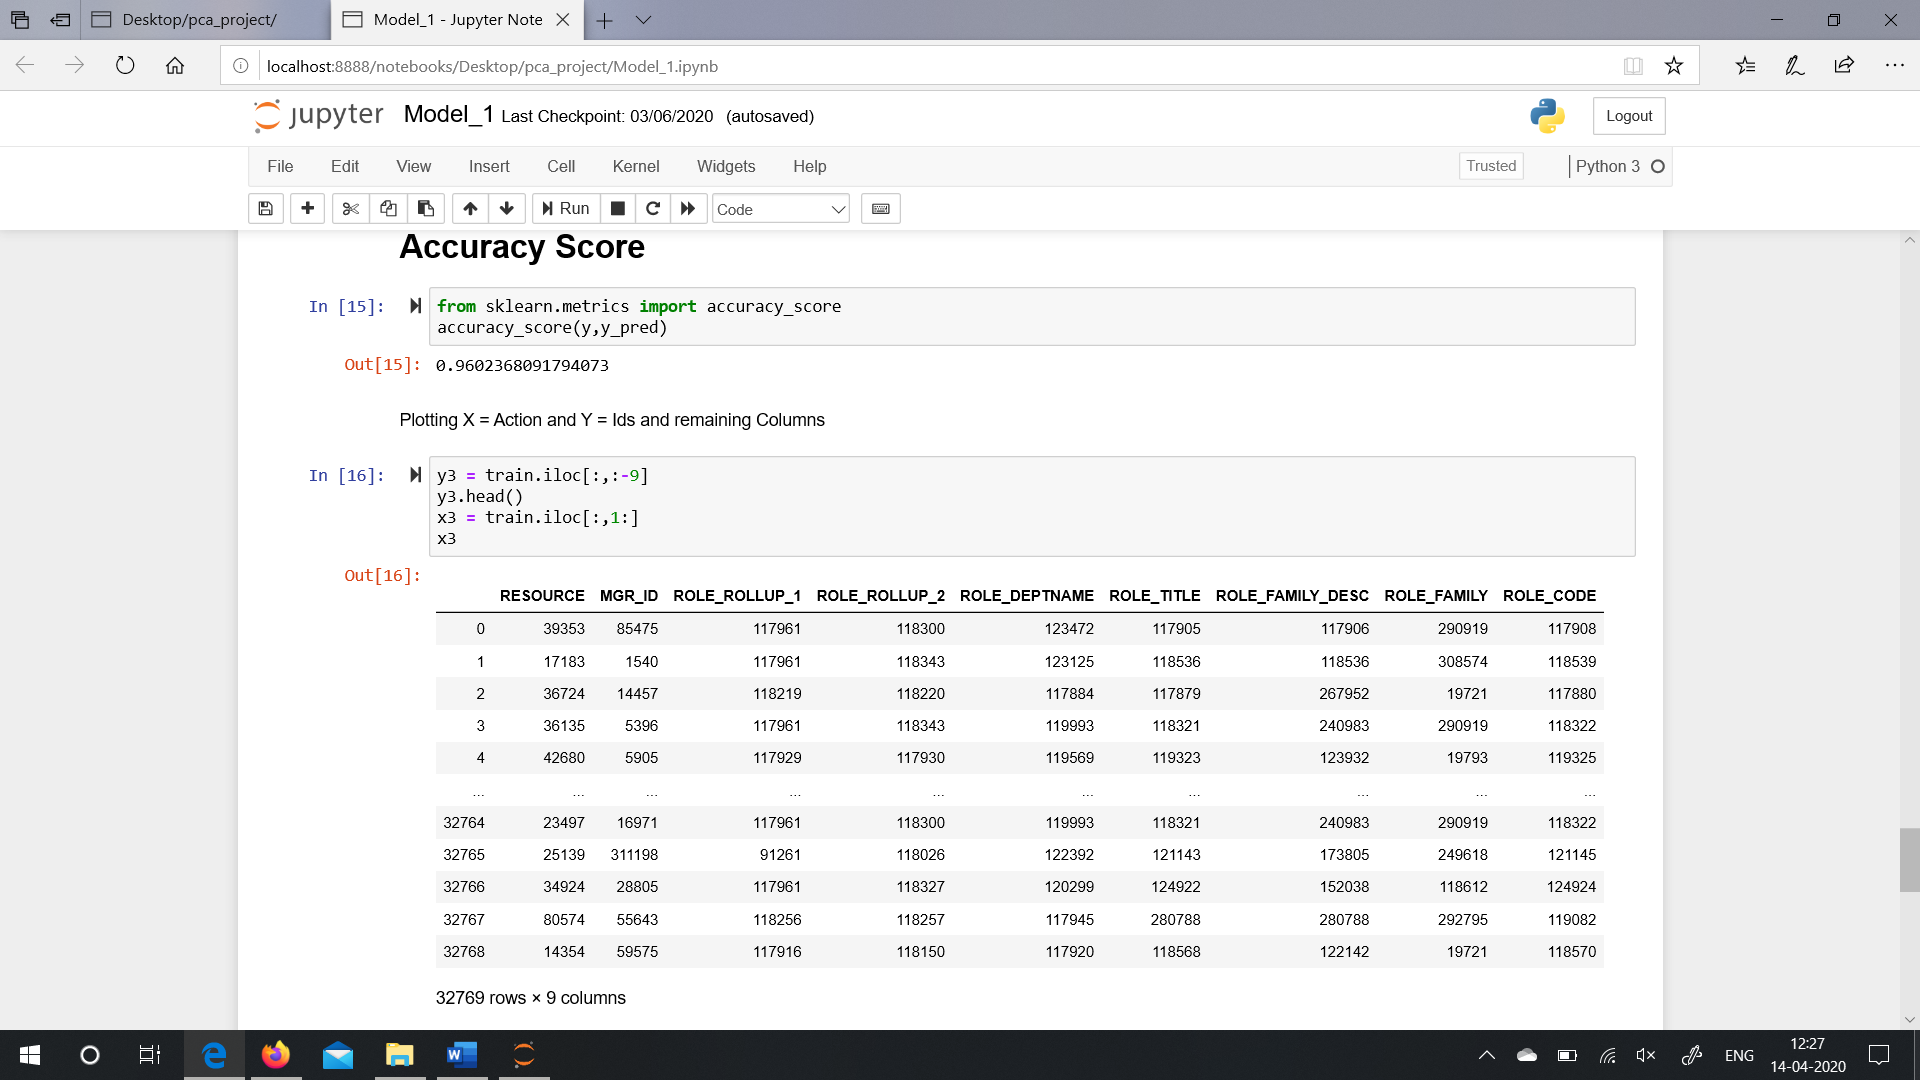 Desktop/pca_project/
Model_1 - Jupyter Note
localhost:8888/notebooks/Desktop/pca_project/Model_1.ipynb
jupyter Model_1 Last Checkpoint: 03/06/2020 (autosaved)
Logout
File Edit View Insert Cell Kernel Widgets Help
Trusted Python 3
Run Code
Accuracy Score
In [15]: from sklearn.metrics import accuracy_score
accuracy_score(y,y_pred)
Out[15]: 0.9602368091794073
Plotting X = Action and Y = Ids and remaining Columns
In [16]: y3 = train.iloc[:,:-9]
y3.head()
x3 = train.iloc[:,1:]
x3
Out[16]:
RESOURCE MGR_ID ROLE_ROLLUP_1 ROLE_ROLLUP_2 ROLE_DEPTNAME ROLE_TITLE ROLE_FAMILY_DESC ROLE_FAMILY ROLE_CODE
0 39353 85475 117961 118300 123472 117905 117906 290919 117908
1 17183 1540 117961 118343 123125 118536 118536 308574 118539
2 36724 14457 118219 118220 117884 117879 267952 19721 117880
3 36135 5396 117961 118343 119993 118321 240983 290919 118322
4 42680 5905 117929 117930 119569 119323 123932 19793 119325
... ... ... ... ... ... ... ... ... ...
32764 23497 16971 117961 118300 119993 118321 240983 290919 118322
32765 25139 311198 91261 118026 122392 121143 173805 249618 121145
32766 34924 28805 117961 118327 120299 124922 152038 118612 124924
32767 80574 55643 118256 118257 117945 280788 280788 292795 119082
32768 14354 59575 117916 118150 117920 118568 122142 19721 118570
32769 rows × 9 columns
ENG
12:27
14-04-2020